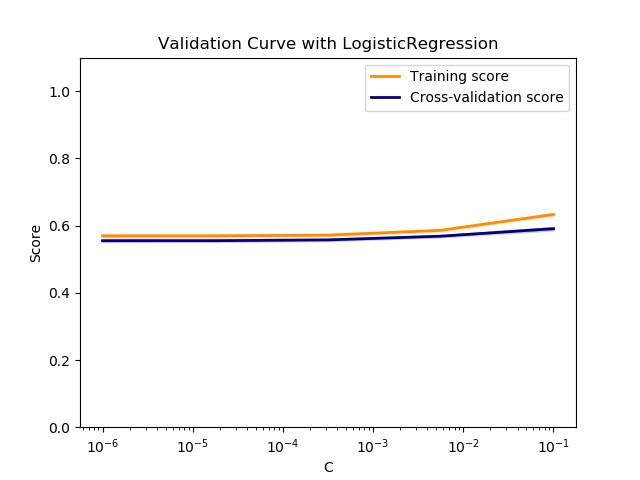 Validation Curve with LogisticRegression
Training score
Cross-validation score
Score
1.0
0.8
0.6
0.4
0.2
0.0
10⁻⁶ 10⁻⁵ 10⁻⁴ 10⁻³ 10⁻² 10⁻¹
C